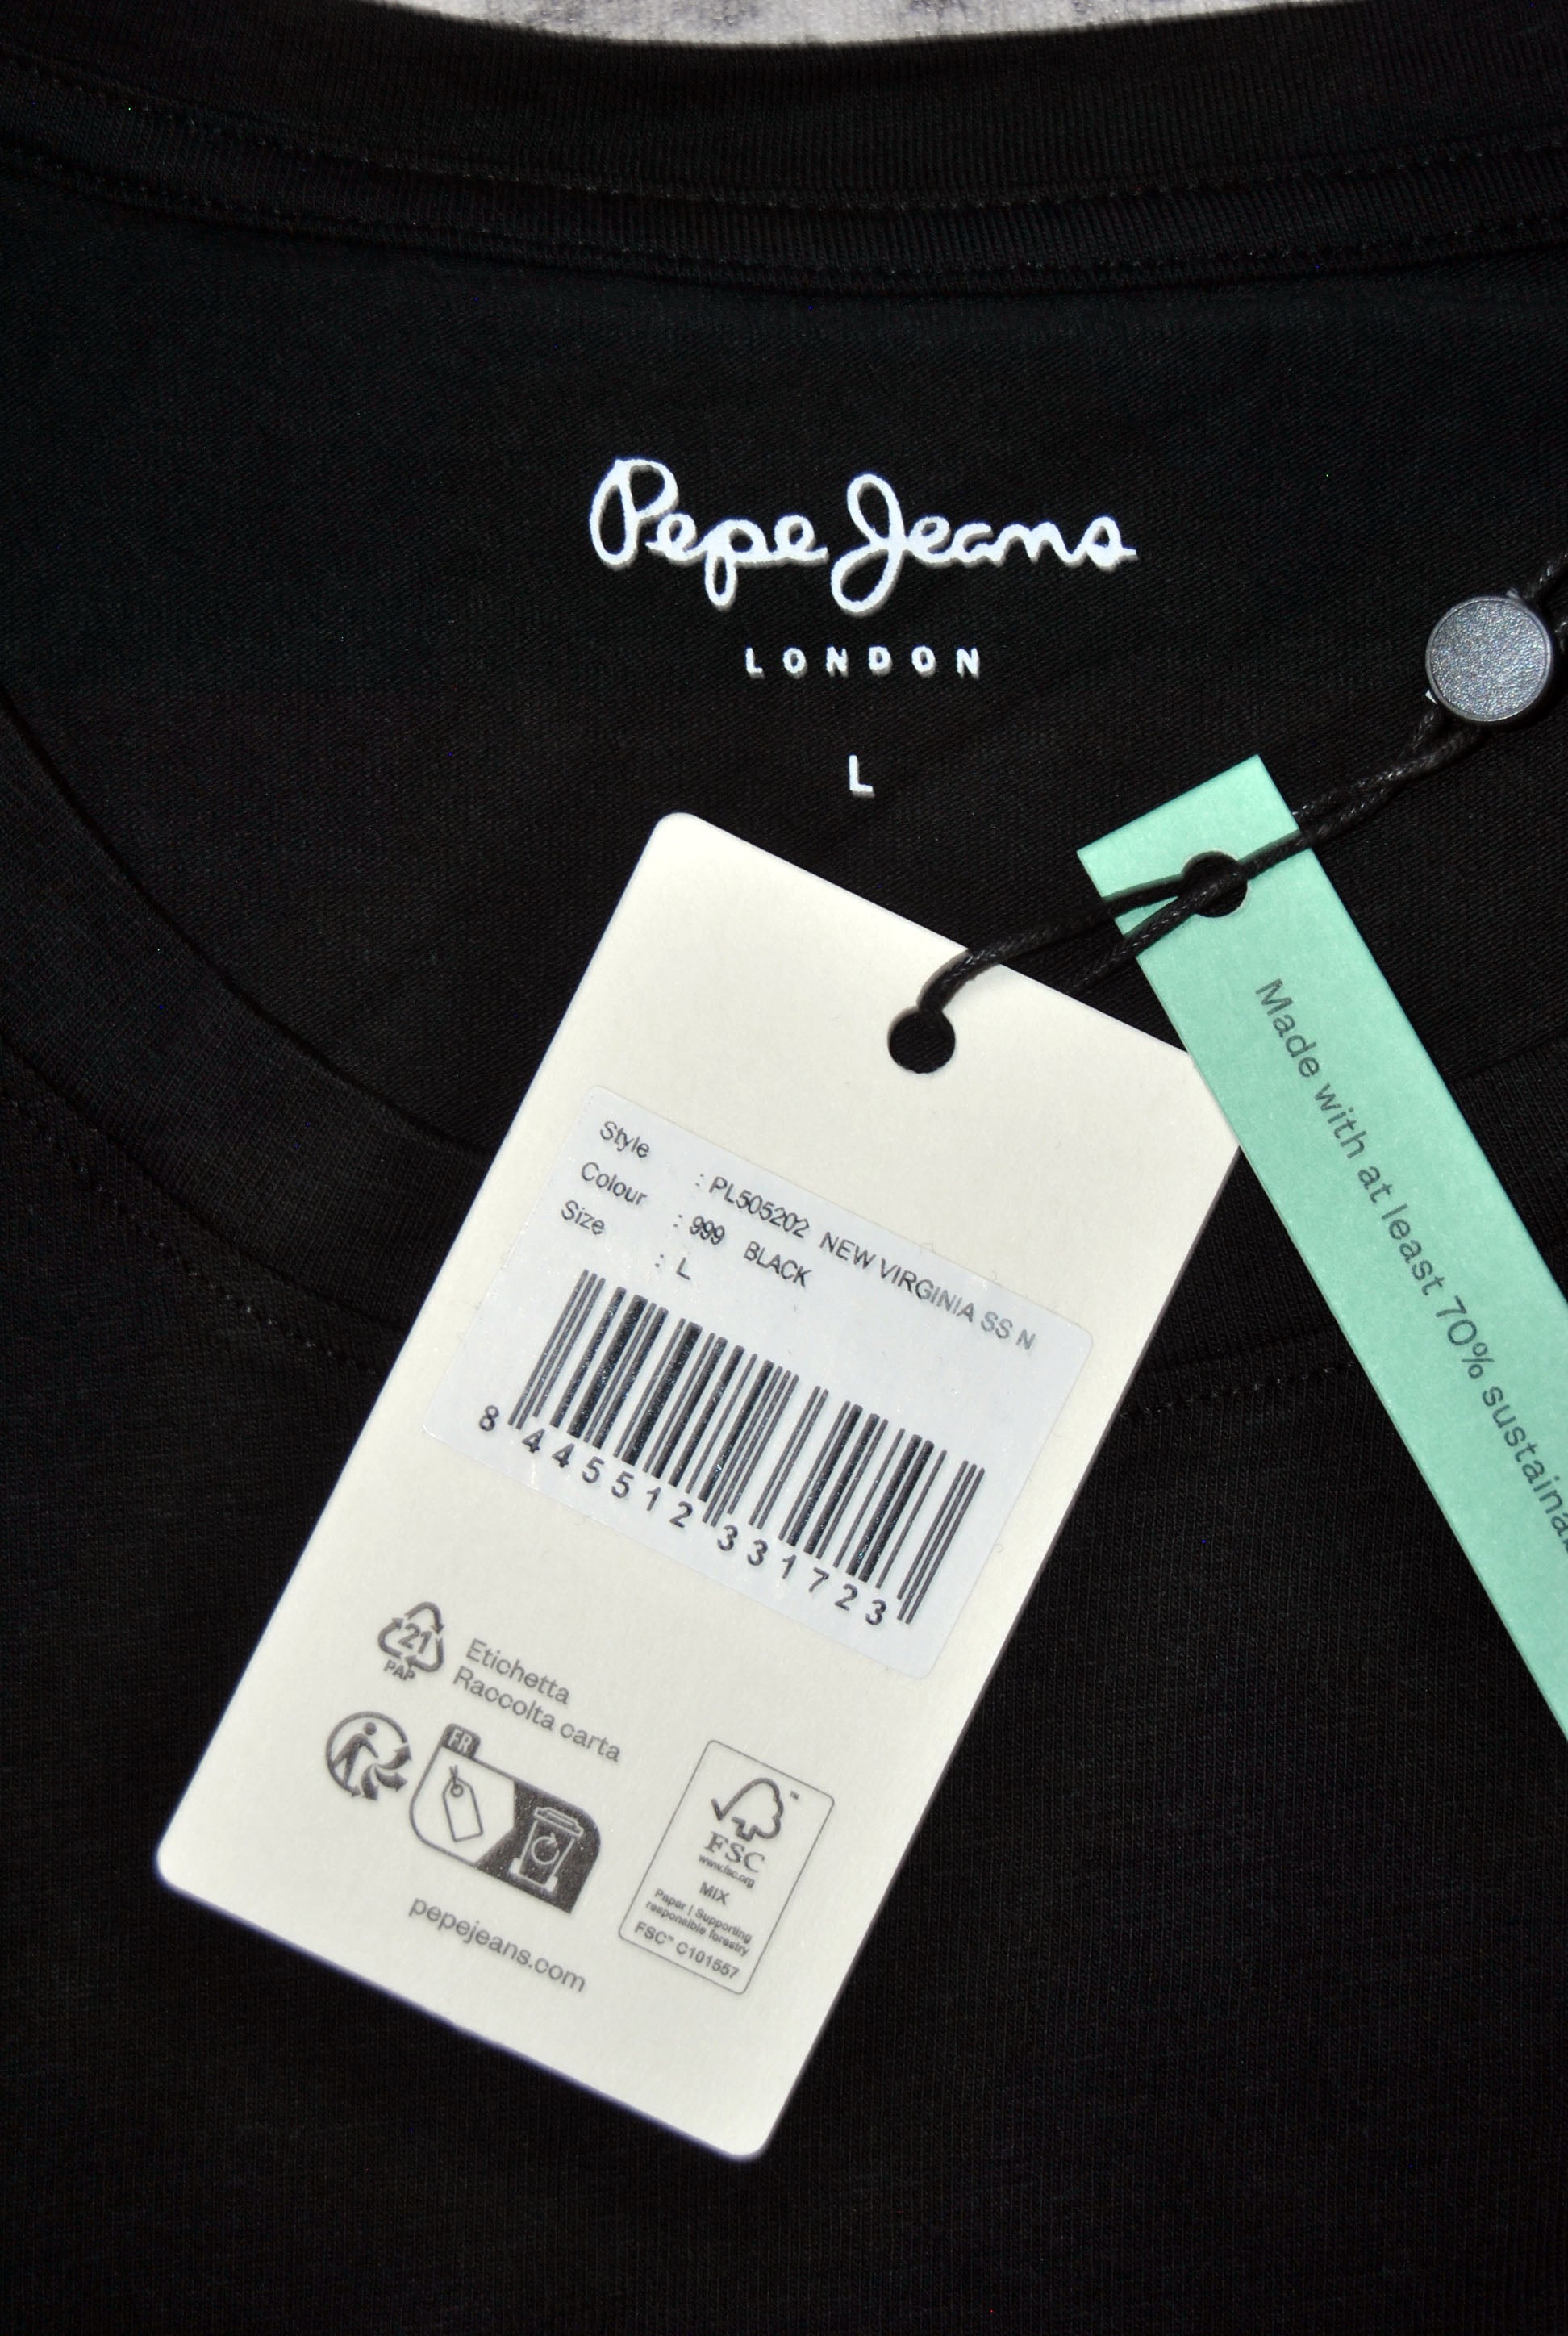 Pepe Jeans
LONDON
L
Made with at least 70% sustaina
Style : PL505202 NEW VIRGINIA SS N
Colour : 999 BLACK
Size : L
8 445512 331723
21
PAP
Etichetta
Raccolta carta
FR
pepejeans.com
FSC™
www.fsc.org
MIX
Paper | Supporting
responsible forestry
FSC™ C101557